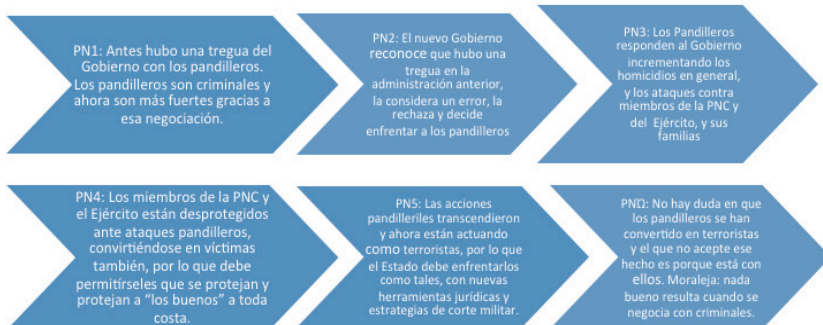 PN1: Antes hubo una tregua del
Gobierno con los pandilleros.
Los pandilleros son criminales y
ahora son más fuertes gracias a
esa negociación.
PN2: El nuevo Gobierno
reconoce que hubo una
tregua en la
administración anterior,
la considera un error, la
rechaza y decide
enfrentar a los pandilleros
PN3: Los Pandilleros
responden al Gobierno
incrementando los
homicidios en general,
y los ataques contra
miembros de la PNC y
del Ejército, y sus
familias
PN4: Los miembros de la PNC y
el Ejército están desprotegidos
ante ataques pandilleros,
convirtiéndose en víctimas
también, por lo que debe
permitírseles que se protejan y
protejan a “los buenos” a toda
costa.
PN5: Las acciones
pandilleriles transcendieron
y ahora están actuando
como terroristas, por lo que
el Estado debe enfrentarlos
como tales, con nuevas
herramientas jurídicas y
estrategias de corte militar.
PNΏ: No hay duda en que
los pandilleros se han
convertido en terroristas
y el que no acepte ese
hecho es porque está con
ellos. Moraleja: nada
bueno resulta cuando se
negocia con criminales.